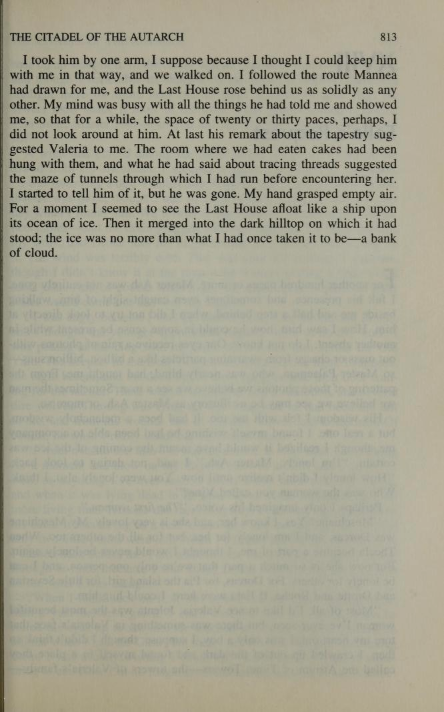 THE CITADEL OF THE AUTARCH 813
I took him by one arm, I suppose because I thought I could keep him
with me in that way, and we walked on. I followed the route Mannea
had drawn for me, and the Last House rose behind us as solidly as any
other. My mind was busy with all the things he had told me and showed
me, so that for a while, the space of twenty or thirty paces, perhaps, I
did not look around at him. At last his remark about the tapestry sug-
gested Valeria to me. The room where we had eaten cakes had been
hung with them, and what he had said about tracing threads suggested
the maze of tunnels through which I had run before encountering her.
I started to tell him of it, but he was gone. My hand grasped empty air.
For a moment I seemed to see the Last House afloat like a ship upon
its ocean of ice. Then it merged into the dark hilltop on which it had
stood; the ice was no more than what I had once taken it to be—a bank
of cloud.